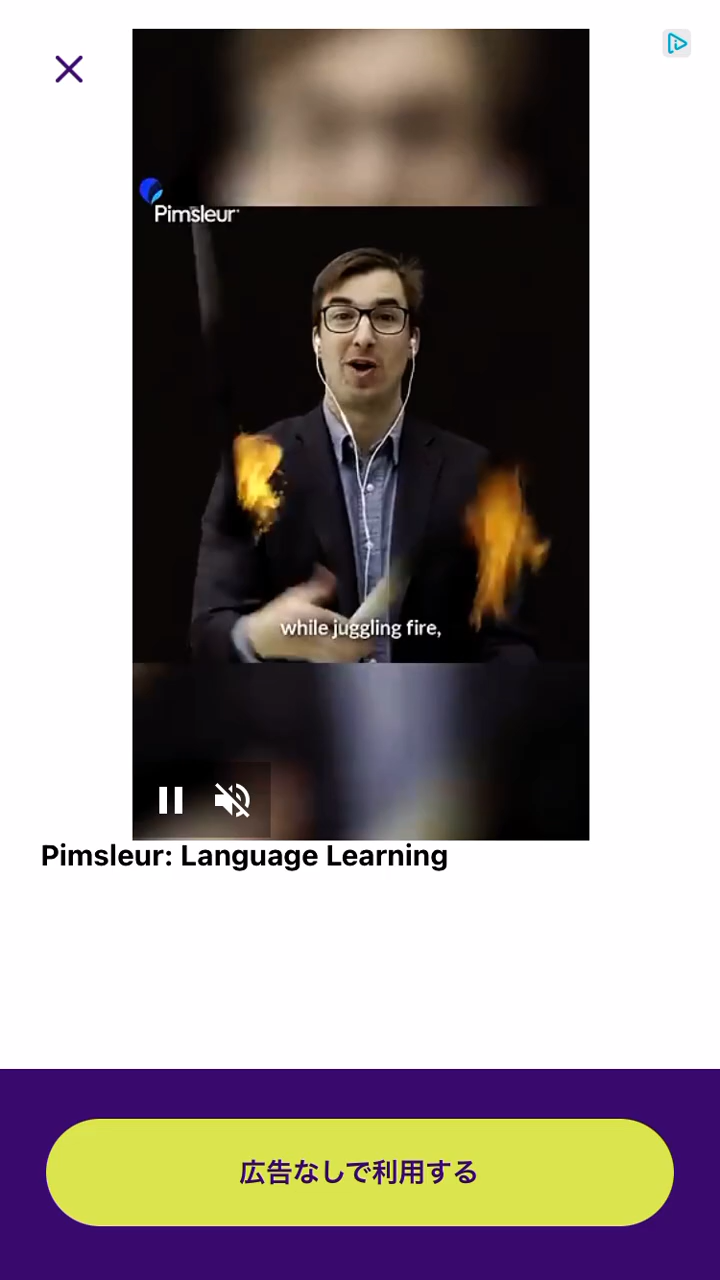 Pimsleur
while juggling fire,
Pimsleur: Language Learning
広告なしで利用する